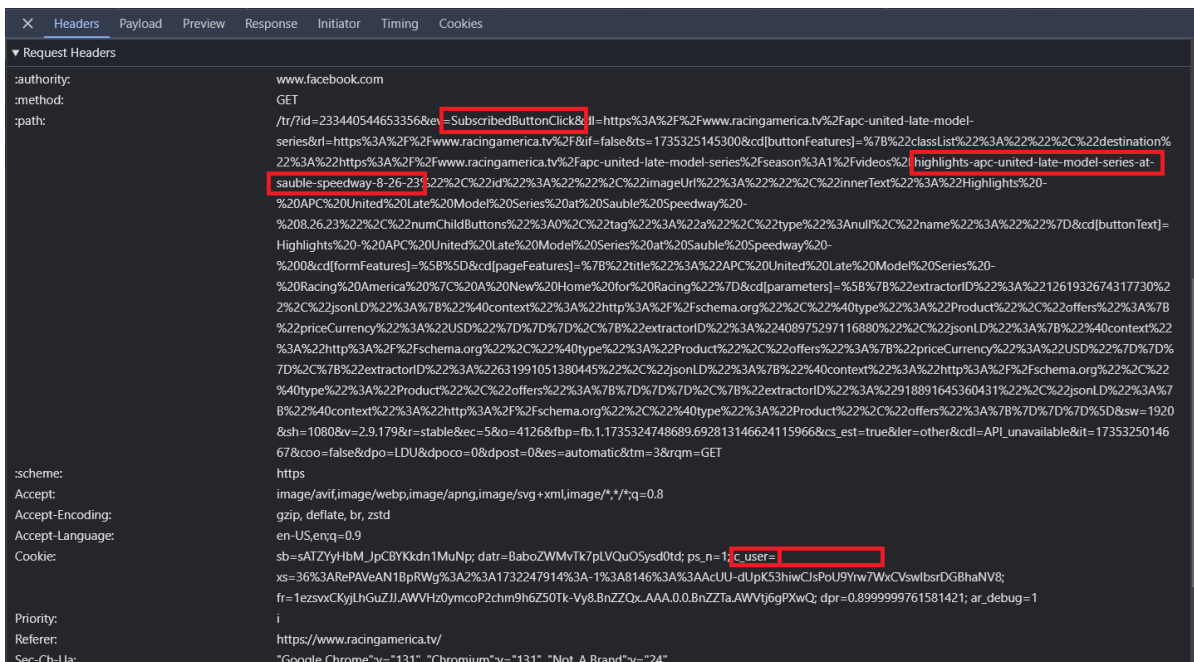 × Headers Payload Preview Response Initiator Timing Cookies
▼ Request Headers
:authority: www.facebook.com
:method: GET
:path: /tr/?id=233440544653356&ev=SubscribedButtonClick&dl=https%3A%2F%2Fwww.racingamerica.tv%2Fapc-united-late-model-
series&rl=https%3A%2F%2Fwww.racingamerica.tv%2F&if=false&ts=1735325145300&cd[buttonFeatures]=%7B%22classList%22%3A%22%22%2C%22destination%
22%3A%22https%3A%2F%2Fwww.racingamerica.tv%2Fapc-united-late-model-series%2Fseason%3A1%2Fvideos%2Fhighlights-apc-united-late-model-series-at-
sauble-speedway-8-26-23%22%2C%22id%22%3A%22%22%2C%22imageUrl%22%3A%22%22%2C%22innerText%22%3A%22Highlights%20-
%20APC%20United%20Late%20Model%20Series%20at%20Sauble%20Speedway%20-
%208.26.23%22%2C%22numChildButtons%22%3A0%2C%22tag%22%3A%22a%22%2C%22type%22%3Anull%2C%22name%22%3A%22%22%7D&cd[buttonText]=
Highlights%20-%20APC%20United%20Late%20Model%20Series%20at%20Sauble%20Speedway%20-
%200&cd[formFeatures]=%5B%5D&cd[pageFeatures]=%7B%22title%22%3A%22APC%20United%20Late%20Model%20Series%20-
%20Racing%20America%20%7C%20A%20New%20Home%20for%20Racing%22%7D&cd[parameters]=%5B%7B%22extractorID%22%3A%221261932674317730%2
2%2C%22jsonLD%22%3A%7B%22%40context%22%3A%22http%3A%2F%2Fschema.org%22%2C%22%40type%22%3A%22Product%22%2C%22offers%22%3A%7B
%22priceCurrency%22%3A%22USD%22%7D%7D%7D%2C%7B%22extractorID%22%3A%22408975297116880%22%2C%22jsonLD%22%3A%7B%22%40context%22
%3A%22http%3A%2F%2Fschema.org%22%2C%22%40type%22%3A%22Product%22%2C%22offers%22%3A%7B%22priceCurrency%22%3A%22USD%22%7D%7D%
7D%2C%7B%22extractorID%22%3A%22631991051380445%22%2C%22jsonLD%22%3A%7B%22%40context%22%3A%22http%3A%2F%2Fschema.org%22%2C%22
%40type%22%3A%22Product%22%2C%22offers%22%3A%7B%7D%7D%7D%2C%7B%22extractorID%22%3A%22918891645360431%22%2C%22jsonLD%22%3A%7
B%22%40context%22%3A%22http%3A%2F%2Fschema.org%22%2C%22%40type%22%3A%22Product%22%2C%22offers%22%3A%7B%7D%7D%7D%5D&sw=1920
&sh=1080&v=2.9.179&r=stable&ec=5&o=4126&fbp=fb.1.1735324748689.692813146624115966&cs_est=true&ler=other&cdl=API_unavailable&it=17353250146
67&coo=false&dpo=LDU&dpoco=0&dpost=0&es=automatic&tm=3&rqm=GET
:scheme: https
Accept: image/avif,image/webp,image/apng,image/svg+xml,image/*,*/*;q=0.8
Accept-Encoding: gzip, deflate, br, zstd
Accept-Language: en-US,en;q=0.9
Cookie: sb=sATZYyHbM_JpCBYKkdn1MuNp; datr=BaboZWMvTk7pLVQuOSysd0td; ps_n=1; c_user=
xs=36%3ARePAVeAN1BpRWg%3A2%3A1732247914%3A-1%3A8146%3A%3AAcUU-dUpK53hiwCJsPoU9Yrw7WxCVswIbsrDGBhaNV8;
fr=1ezsvxCKyjLhGuZJJ.AWVHz0ymcoP2chm9h6Z50Tk-Vy8.BnZZQx..AAA.0.0.BnZZTa.AWVtj6gPXwQ; dpr=0.8999999761581421; ar_debug=1
Priority: i
Referer: https://www.racingamerica.tv/
Sec-Ch-Ua: "Google Chrome";v="131", "Chromium";v="131", "Not_A Brand";v="24"